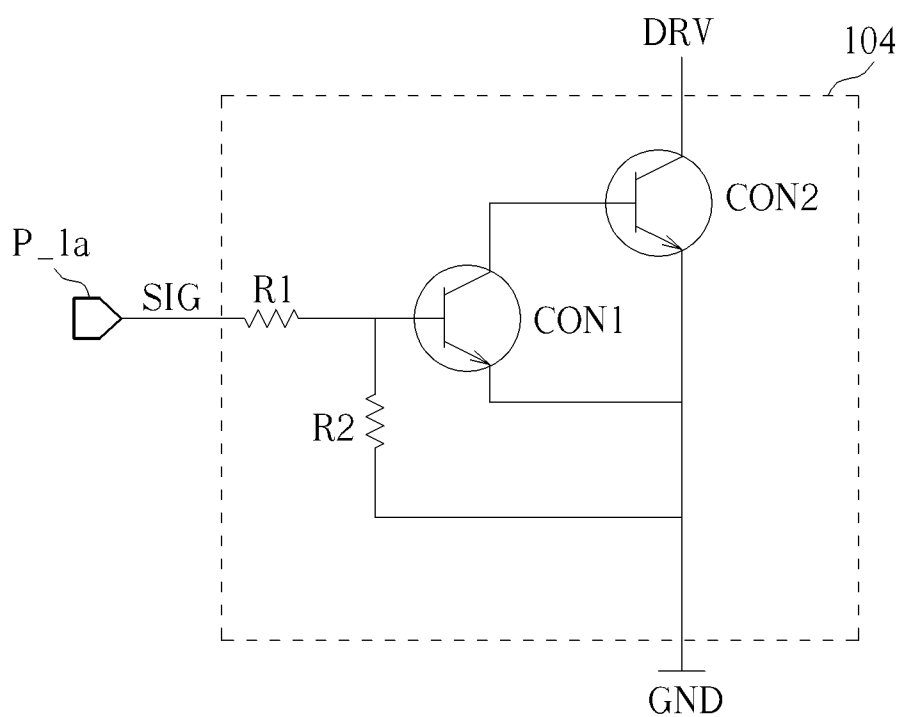 DRV
104
CON2
P_1a
SIG
R1
CON1
R2
GND